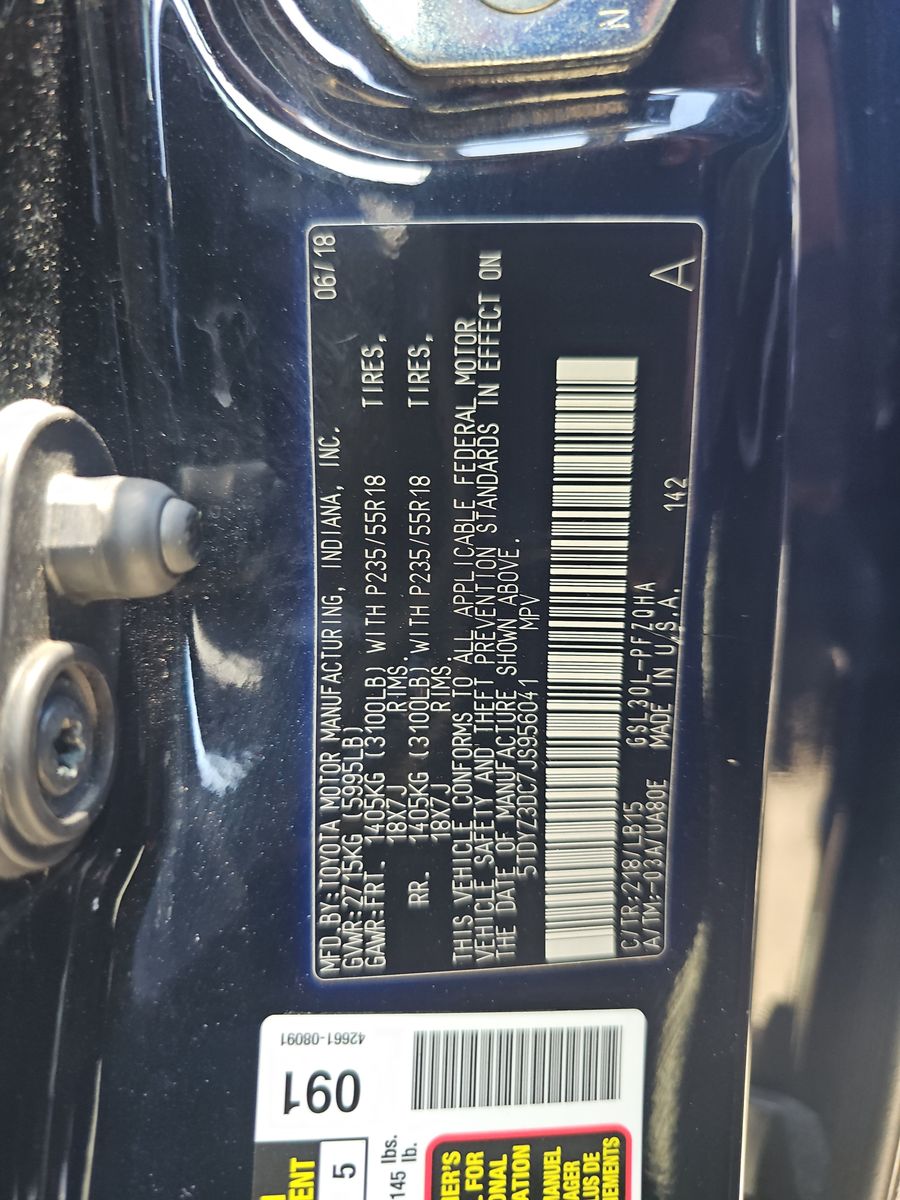 MFD.BY:TOYOTA MOTOR MANUFACTURING, INDIANA, INC. 06/18
GVWR:2715KG (5995LB)
GAWR:FRT. 1405KG (3100LB) WITH P235/55R18 TIRES,
18X7J RIMS.
RR. 1405KG (3100LB) WITH P235/55R18 TIRES,
18X7J RIMS.
THIS VEHICLE CONFORMS TO ALL APPLICABLE FEDERAL MOTOR
VEHICLE SAFETY AND THEFT PREVENTION STANDARDS IN EFFECT ON
THE DATE OF MANUFACTURE SHOWN ABOVE.
5TDYZ3DC7JS956041 MPV
C/TR:218/LB15 GSL30L-PFZQHA
A/TM:-03A/UA80E MADE IN U.S.A. 142 A
42661-08091
091
5
145 lbs.
lb.
MANUEL
PLUS DE
N